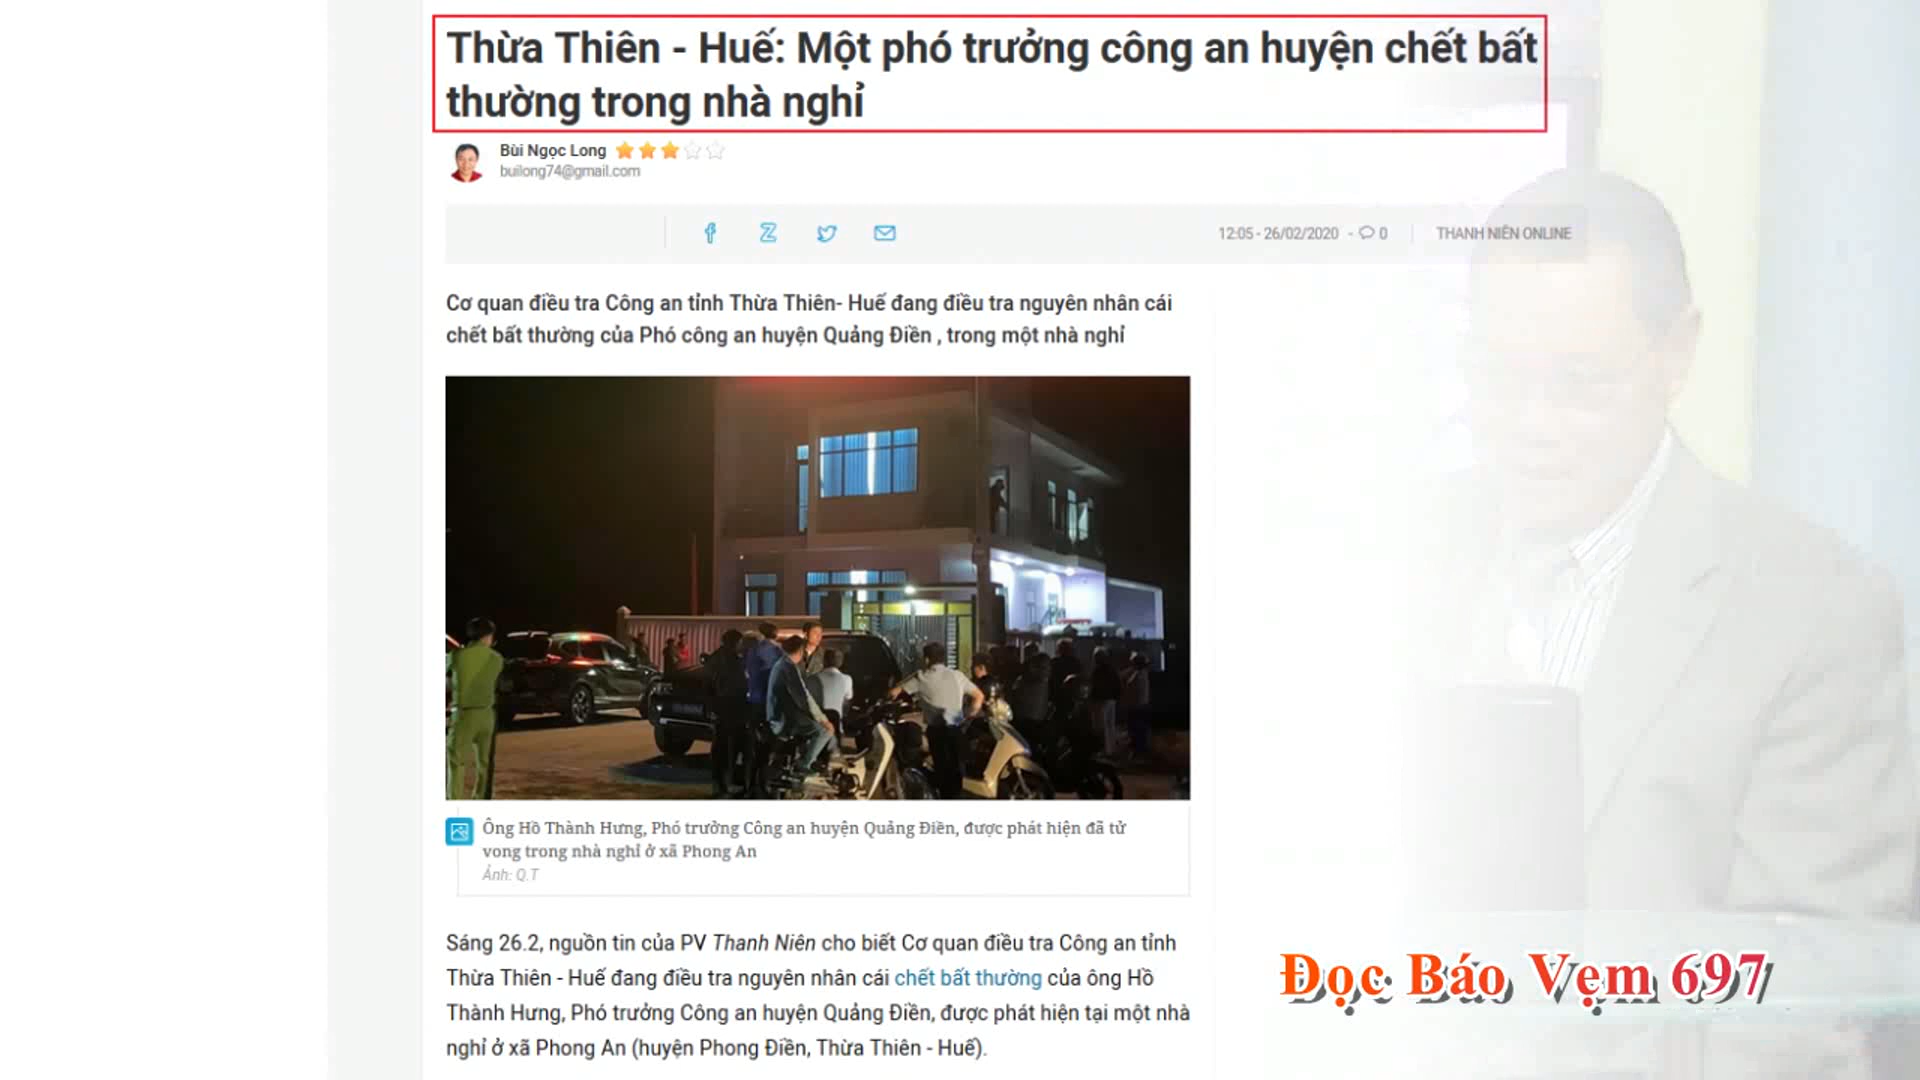 Thừa Thiên - Huế: Một phó trưởng công an huyện chết bất
thường trong nhà nghỉ
Bùi Ngọc Long
builong74@gmail.com
12:05 - 26/02/2020 - 0 THANH NIÊN ONLINE
Cơ quan điều tra Công an tỉnh Thừa Thiên- Huế đang điều tra nguyên nhân cái
chết bất thường của Phó công an huyện Quảng Điền , trong một nhà nghỉ
Ông Hồ Thành Hưng, Phó trưởng Công an huyện Quảng Điền, được phát hiện đã tử
vong trong nhà nghỉ ở xã Phong An
Ảnh: Q.T
Sáng 26.2, nguồn tin của PV Thanh Niên cho biết Cơ quan điều tra Công an tỉnh
Thừa Thiên - Huế đang điều tra nguyên nhân cái chết bất thường của ông Hồ
Thành Hưng, Phó trưởng Công an huyện Quảng Điền, được phát hiện tại một nhà
nghỉ ở xã Phong An (huyện Phong Điền, Thừa Thiên - Huế).
Đọc Báo Vẹm 697